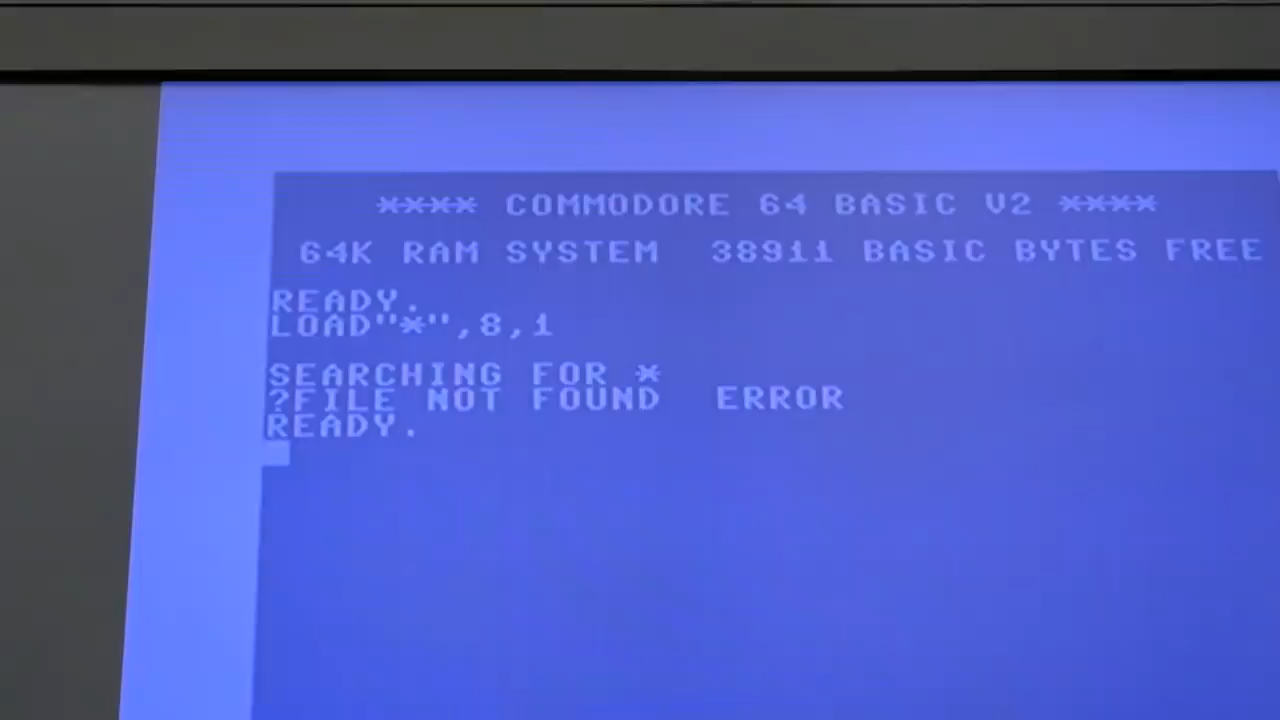 **** COMMODORE 64 BASIC V2 ****
64K RAM SYSTEM  38911 BASIC BYTES FREE
READY.
LOAD"*",8,1
SEARCHING FOR *
?FILE NOT FOUND  ERROR
READY.